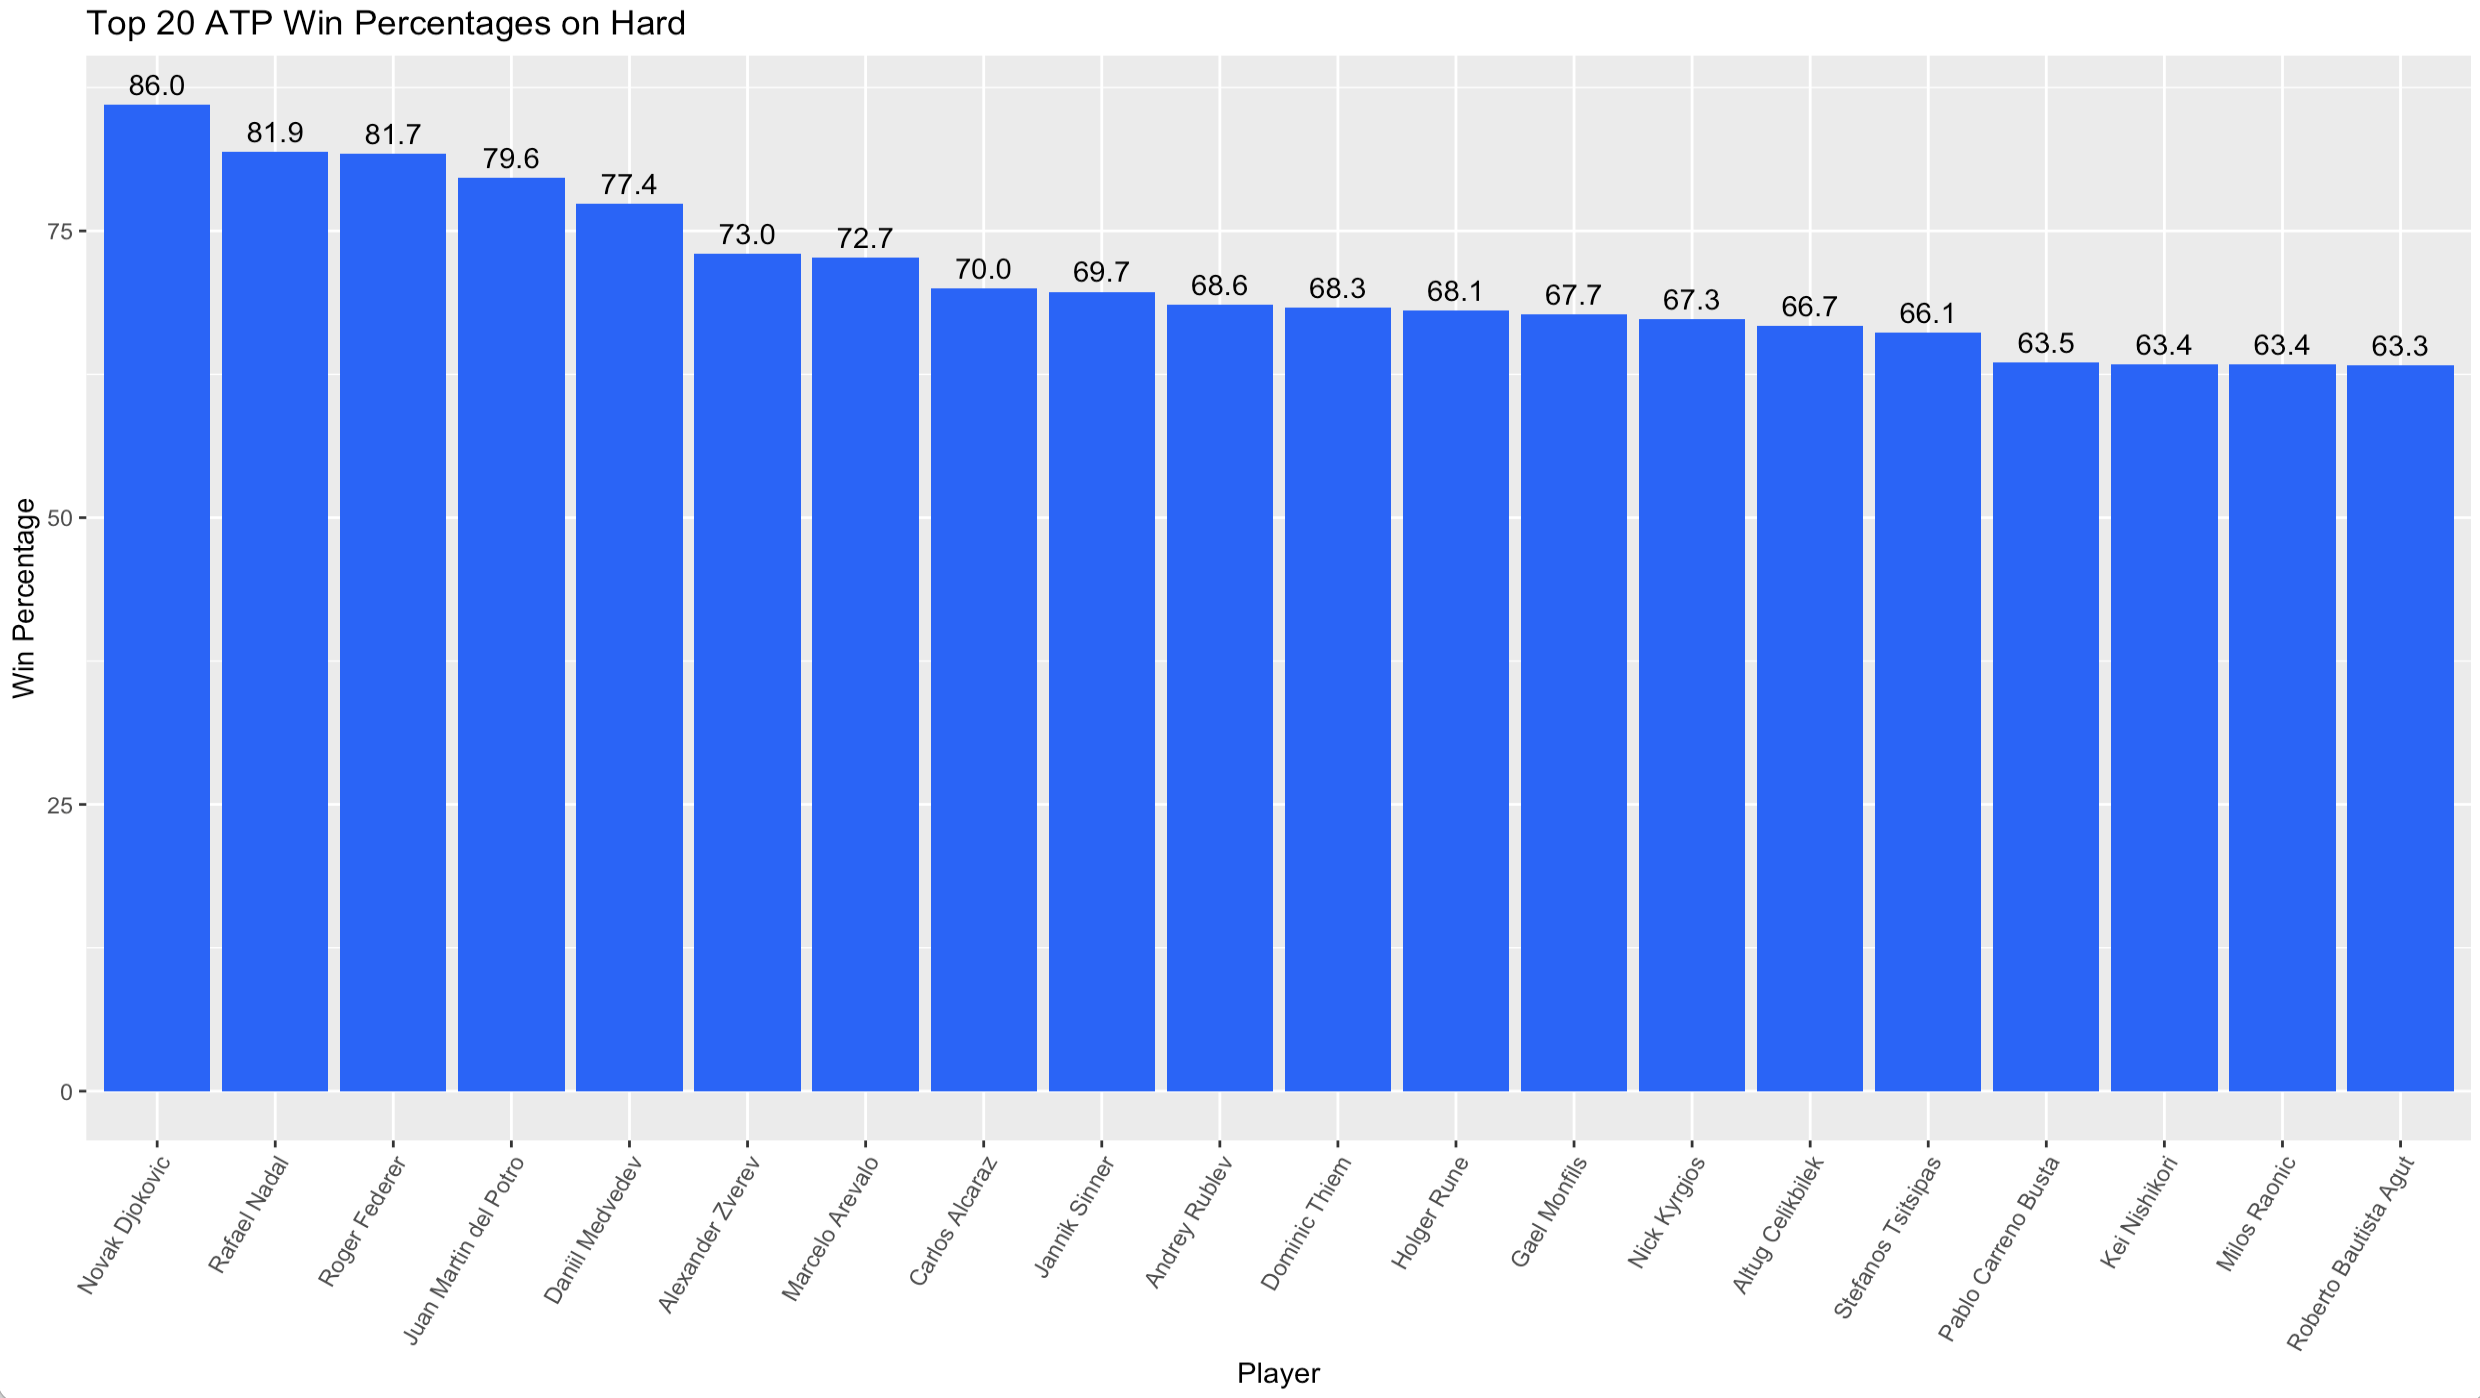 Top 20 ATP Win Percentages on Hard
86.0
81.9
81.7
79.6
77.4
73.0
72.7
70.0
69.7
68.6
68.3
68.1
67.7
67.3
66.7
66.1
63.5
63.4
63.4
63.3
Win Percentage
75
50
25
0
Novak Djokovic
Rafael Nadal
Roger Federer
Juan Martin del Potro
Daniil Medvedev
Alexander Zverev
Marcelo Arevalo
Carlos Alcaraz
Jannik Sinner
Andrey Rublev
Dominic Thiem
Holger Rune
Gael Monfils
Nick Kyrgios
Altug Celikbilek
Stefanos Tsitsipas
Pablo Carreno Busta
Kei Nishikori
Milos Raonic
Roberto Bautista Agut
Player